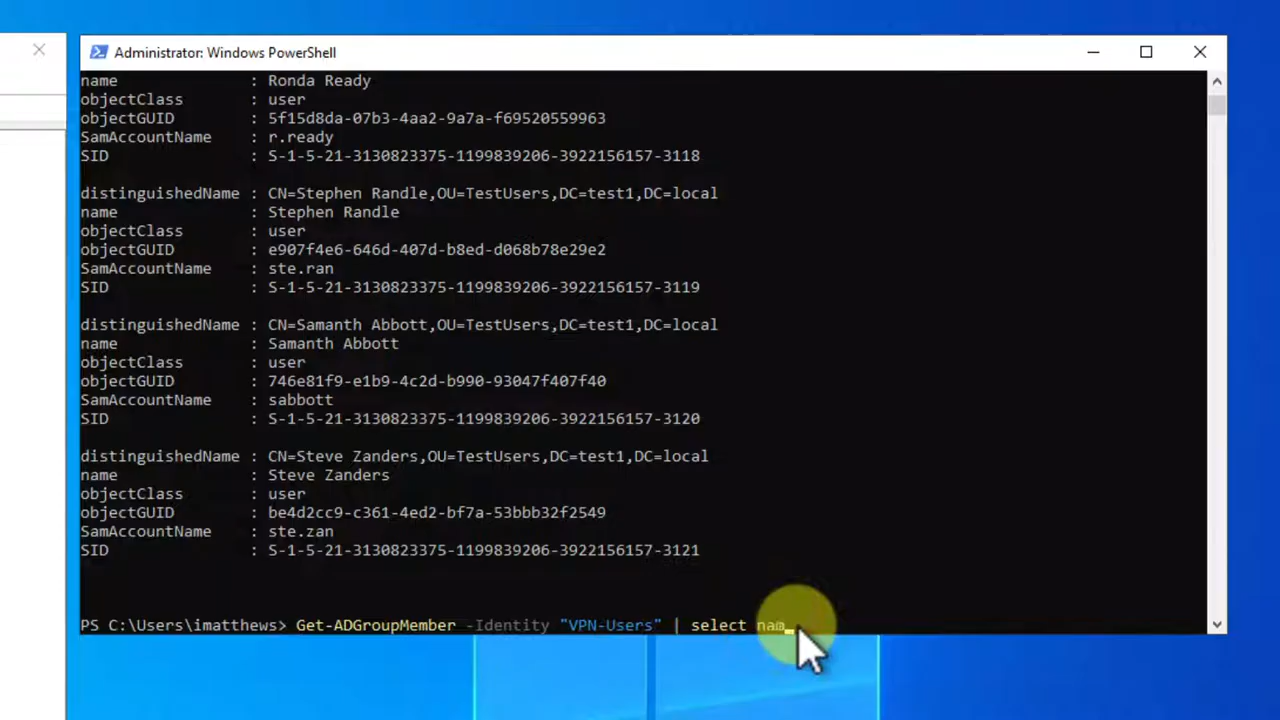 Administrator: Windows PowerShell
name : Ronda Ready
objectClass : user
objectGUID : 5f15d8da-07b3-4aa2-9a7a-f69520559963
SamAccountName : r.ready
SID : S-1-5-21-3130823375-1199839206-3922156157-3118
distinguishedName : CN=Stephen Randle,OU=TestUsers,DC=test1,DC=local
name : Stephen Randle
objectClass : user
objectGUID : e907f4e6-646d-407d-b8ed-d068b78e29e2
SamAccountName : ste.ran
SID : S-1-5-21-3130823375-1199839206-3922156157-3119
distinguishedName : CN=Samanth Abbott,OU=TestUsers,DC=test1,DC=local
name : Samanth Abbott
objectClass : user
objectGUID : 746e81f9-e1b9-4c2d-b990-93047f407f40
SamAccountName : sabbott
SID : S-1-5-21-3130823375-1199839206-3922156157-3120
distinguishedName : CN=Steve Zanders,OU=TestUsers,DC=test1,DC=local
name : Steve Zanders
objectClass : user
objectGUID : be4d2cc9-c361-4ed2-bf7a-53bbb32f2549
SamAccountName : ste.zan
SID : S-1-5-21-3130823375-1199839206-3922156157-3121
PS C:\Users\imatthews> Get-ADGroupMember -Identity "VPN-Users" | select nam